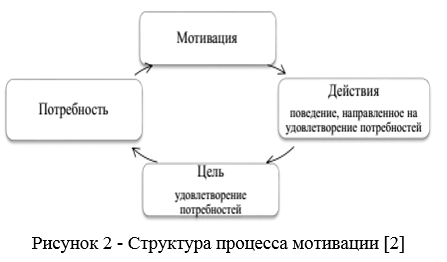 Мотивация
Потребность
Действия
поведение, направленное на
удовлетворение потребностей
Цель
удовлетворение
потребностей
Рисунок 2 - Структура процесса мотивации [2]